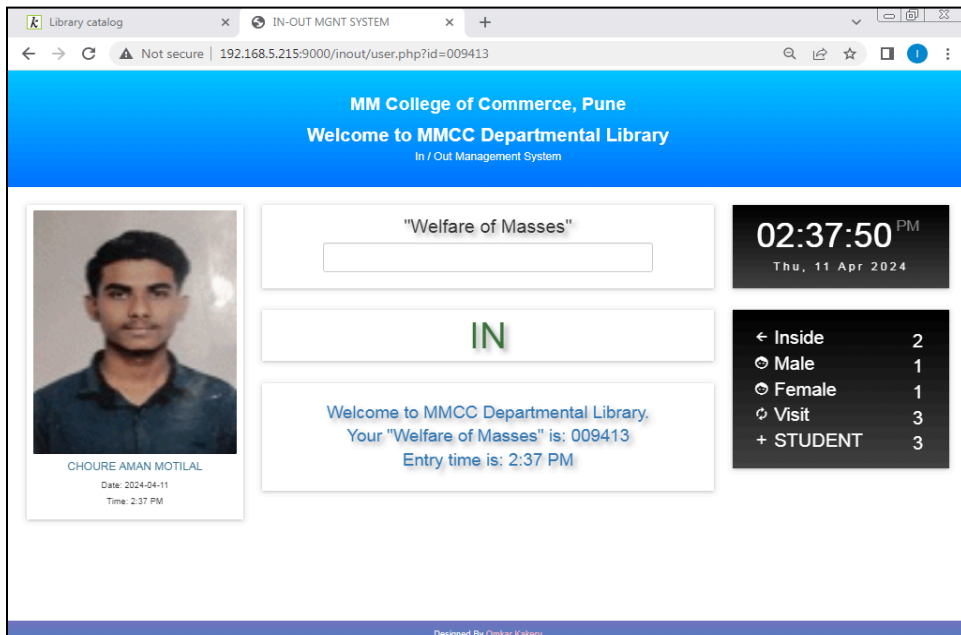 Library catalog
IN-OUT MGNT SYSTEM
Not secure | 192.168.5.215:9000/inout/user.php?id=009413
MM College of Commerce, Pune
Welcome to MMCC Departmental Library
In / Out Management System
CHOURE AMAN MOTILAL
Date: 2024-04-11
Time: 2:37 PM
"Welfare of Masses"
IN
Welcome to MMCC Departmental Library.
Your "Welfare of Masses" is: 009413
Entry time is: 2:37 PM
02:37:50 PM
Thu, 11 Apr 2024
Inside 2
Male 1
Female 1
Visit 3
+ STUDENT 3
Designed By Omkar Kakeru